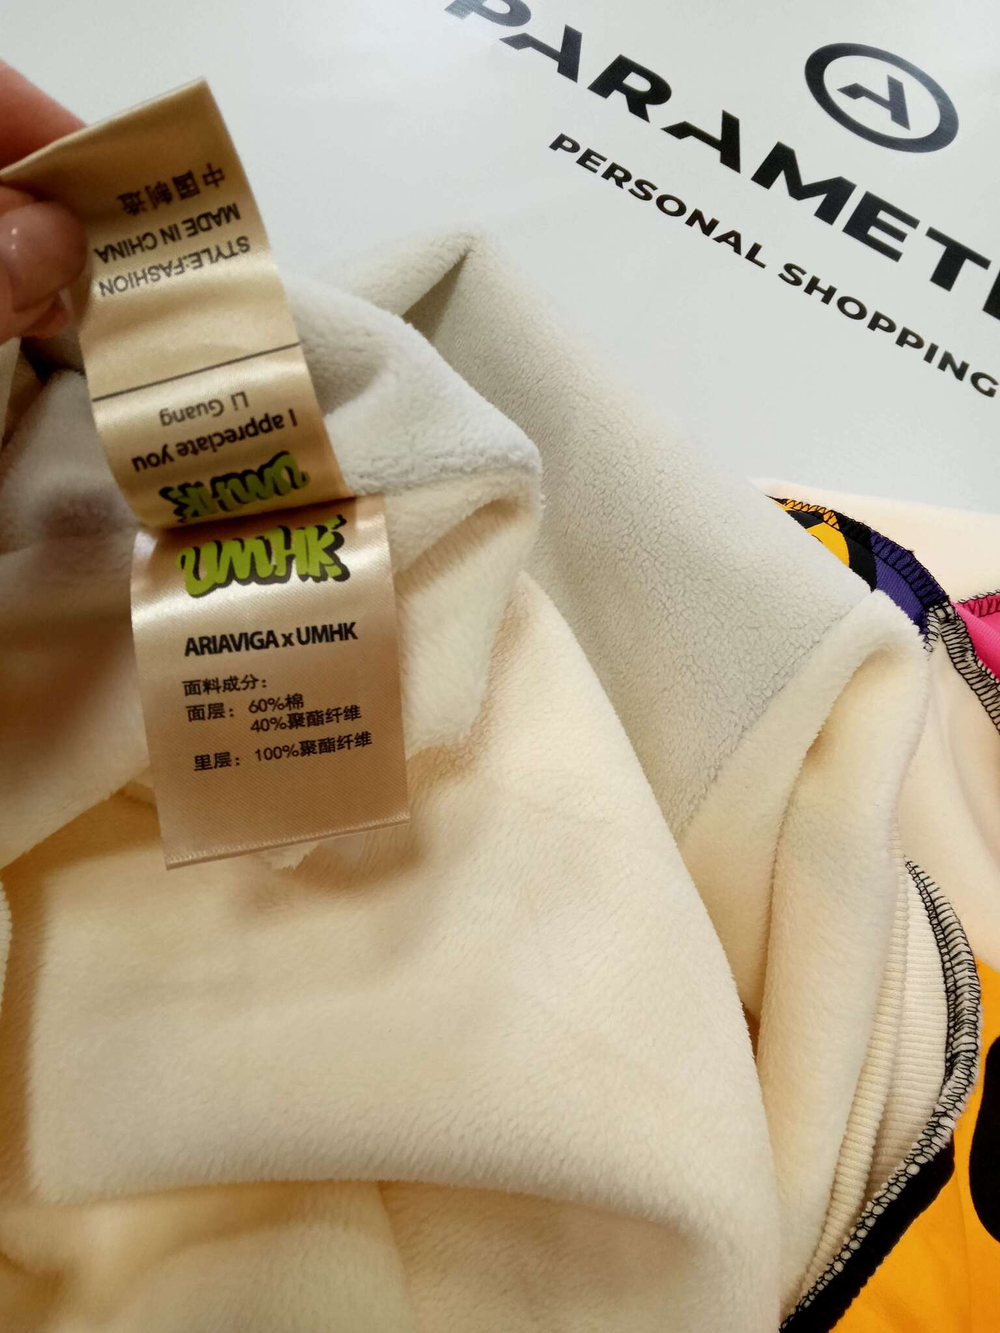 PARAMET
PERSONAL SHOPPING
中国制造
MADE IN CHINA
STYLE:FASHION
Li Guang
I appreciate you
UMHK
UMHK
ARIAVIGA x UMHK
面料成分：
面层：60%棉
40%聚酯纤维
里层：100%聚酯纤维